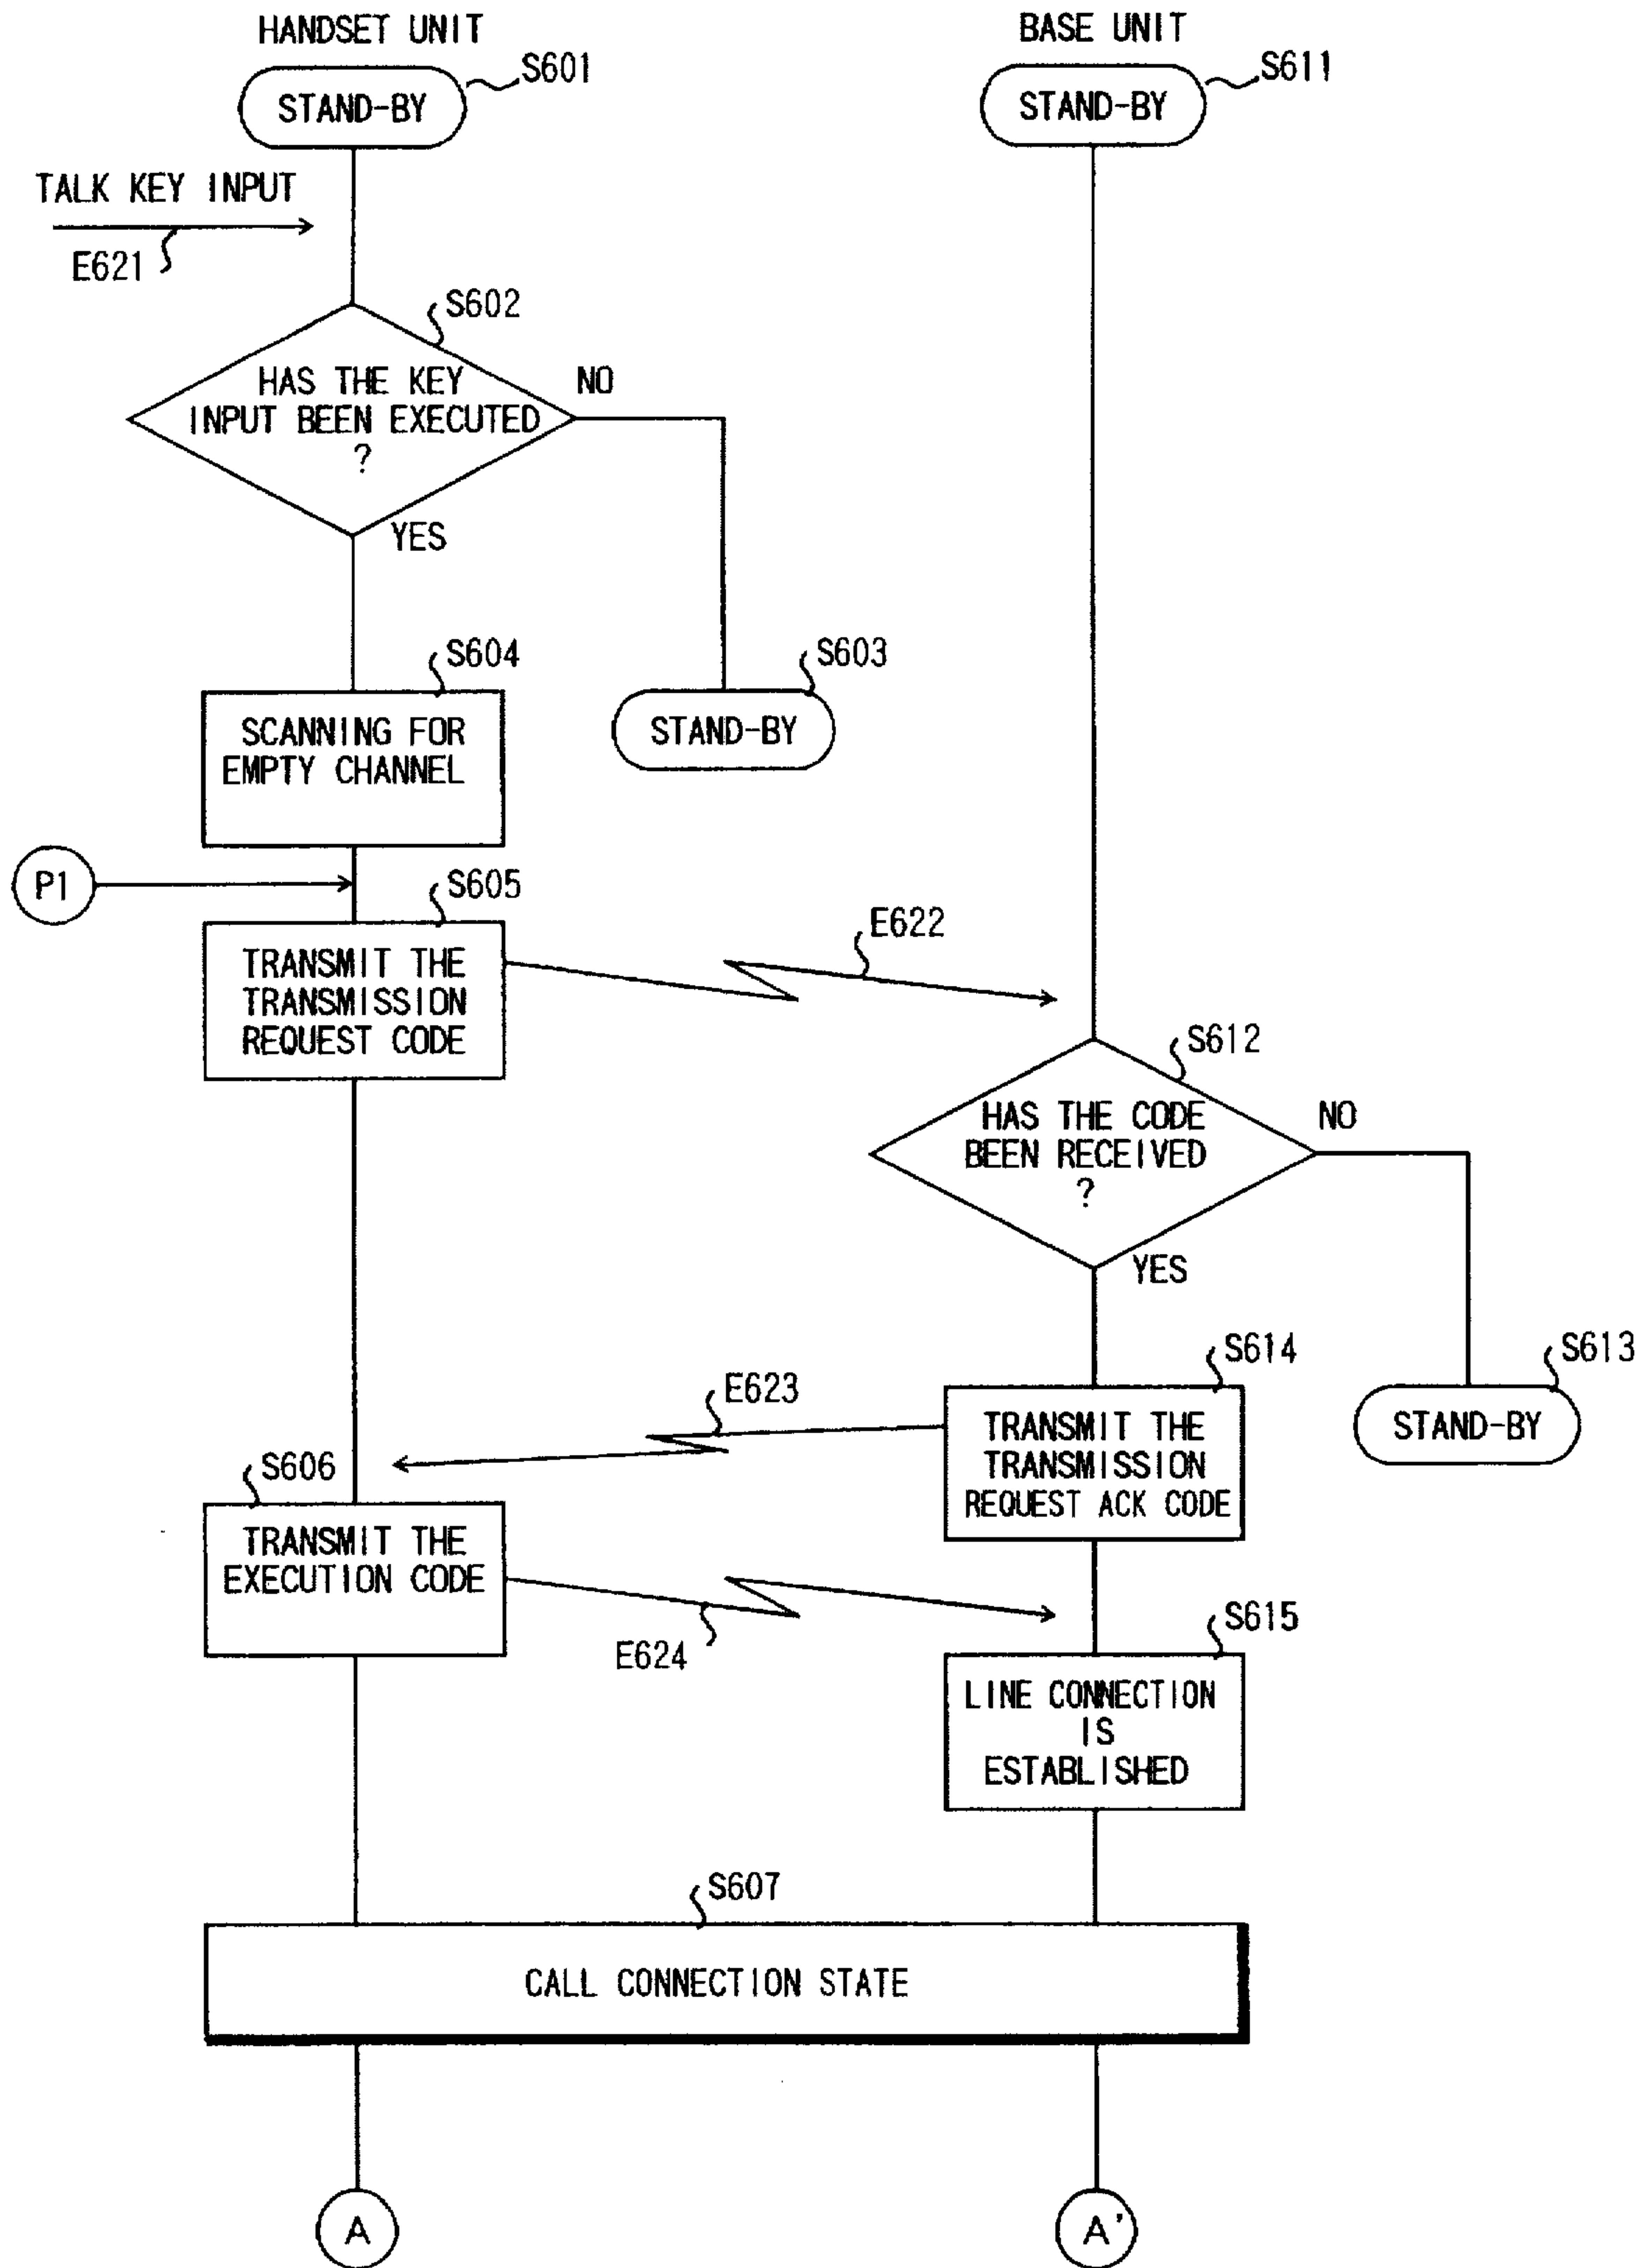 HANDSET UNIT
BASE UNIT
S601
S611
STAND-BY
STAND-BY
TALK KEY INPUT
E621
S602
HAS THE KEY
INPUT BEEN EXECUTED
?
NO
YES
S604
S603
SCANNING FOR
EMPTY CHANNEL
STAND-BY
P1
S605
E622
TRANSMIT THE
TRANSMISSION
REQUEST CODE
S612
HAS THE CODE
BEEN RECEIVED
?
NO
YES
S614
S613
E623
TRANSMIT THE
TRANSMISSION
REQUEST ACK CODE
STAND-BY
S606
TRANSMIT THE
EXECUTION CODE
E624
S615
LINE CONNECTION
IS
ESTABLISHED
S607
CALL CONNECTION STATE
A
A'